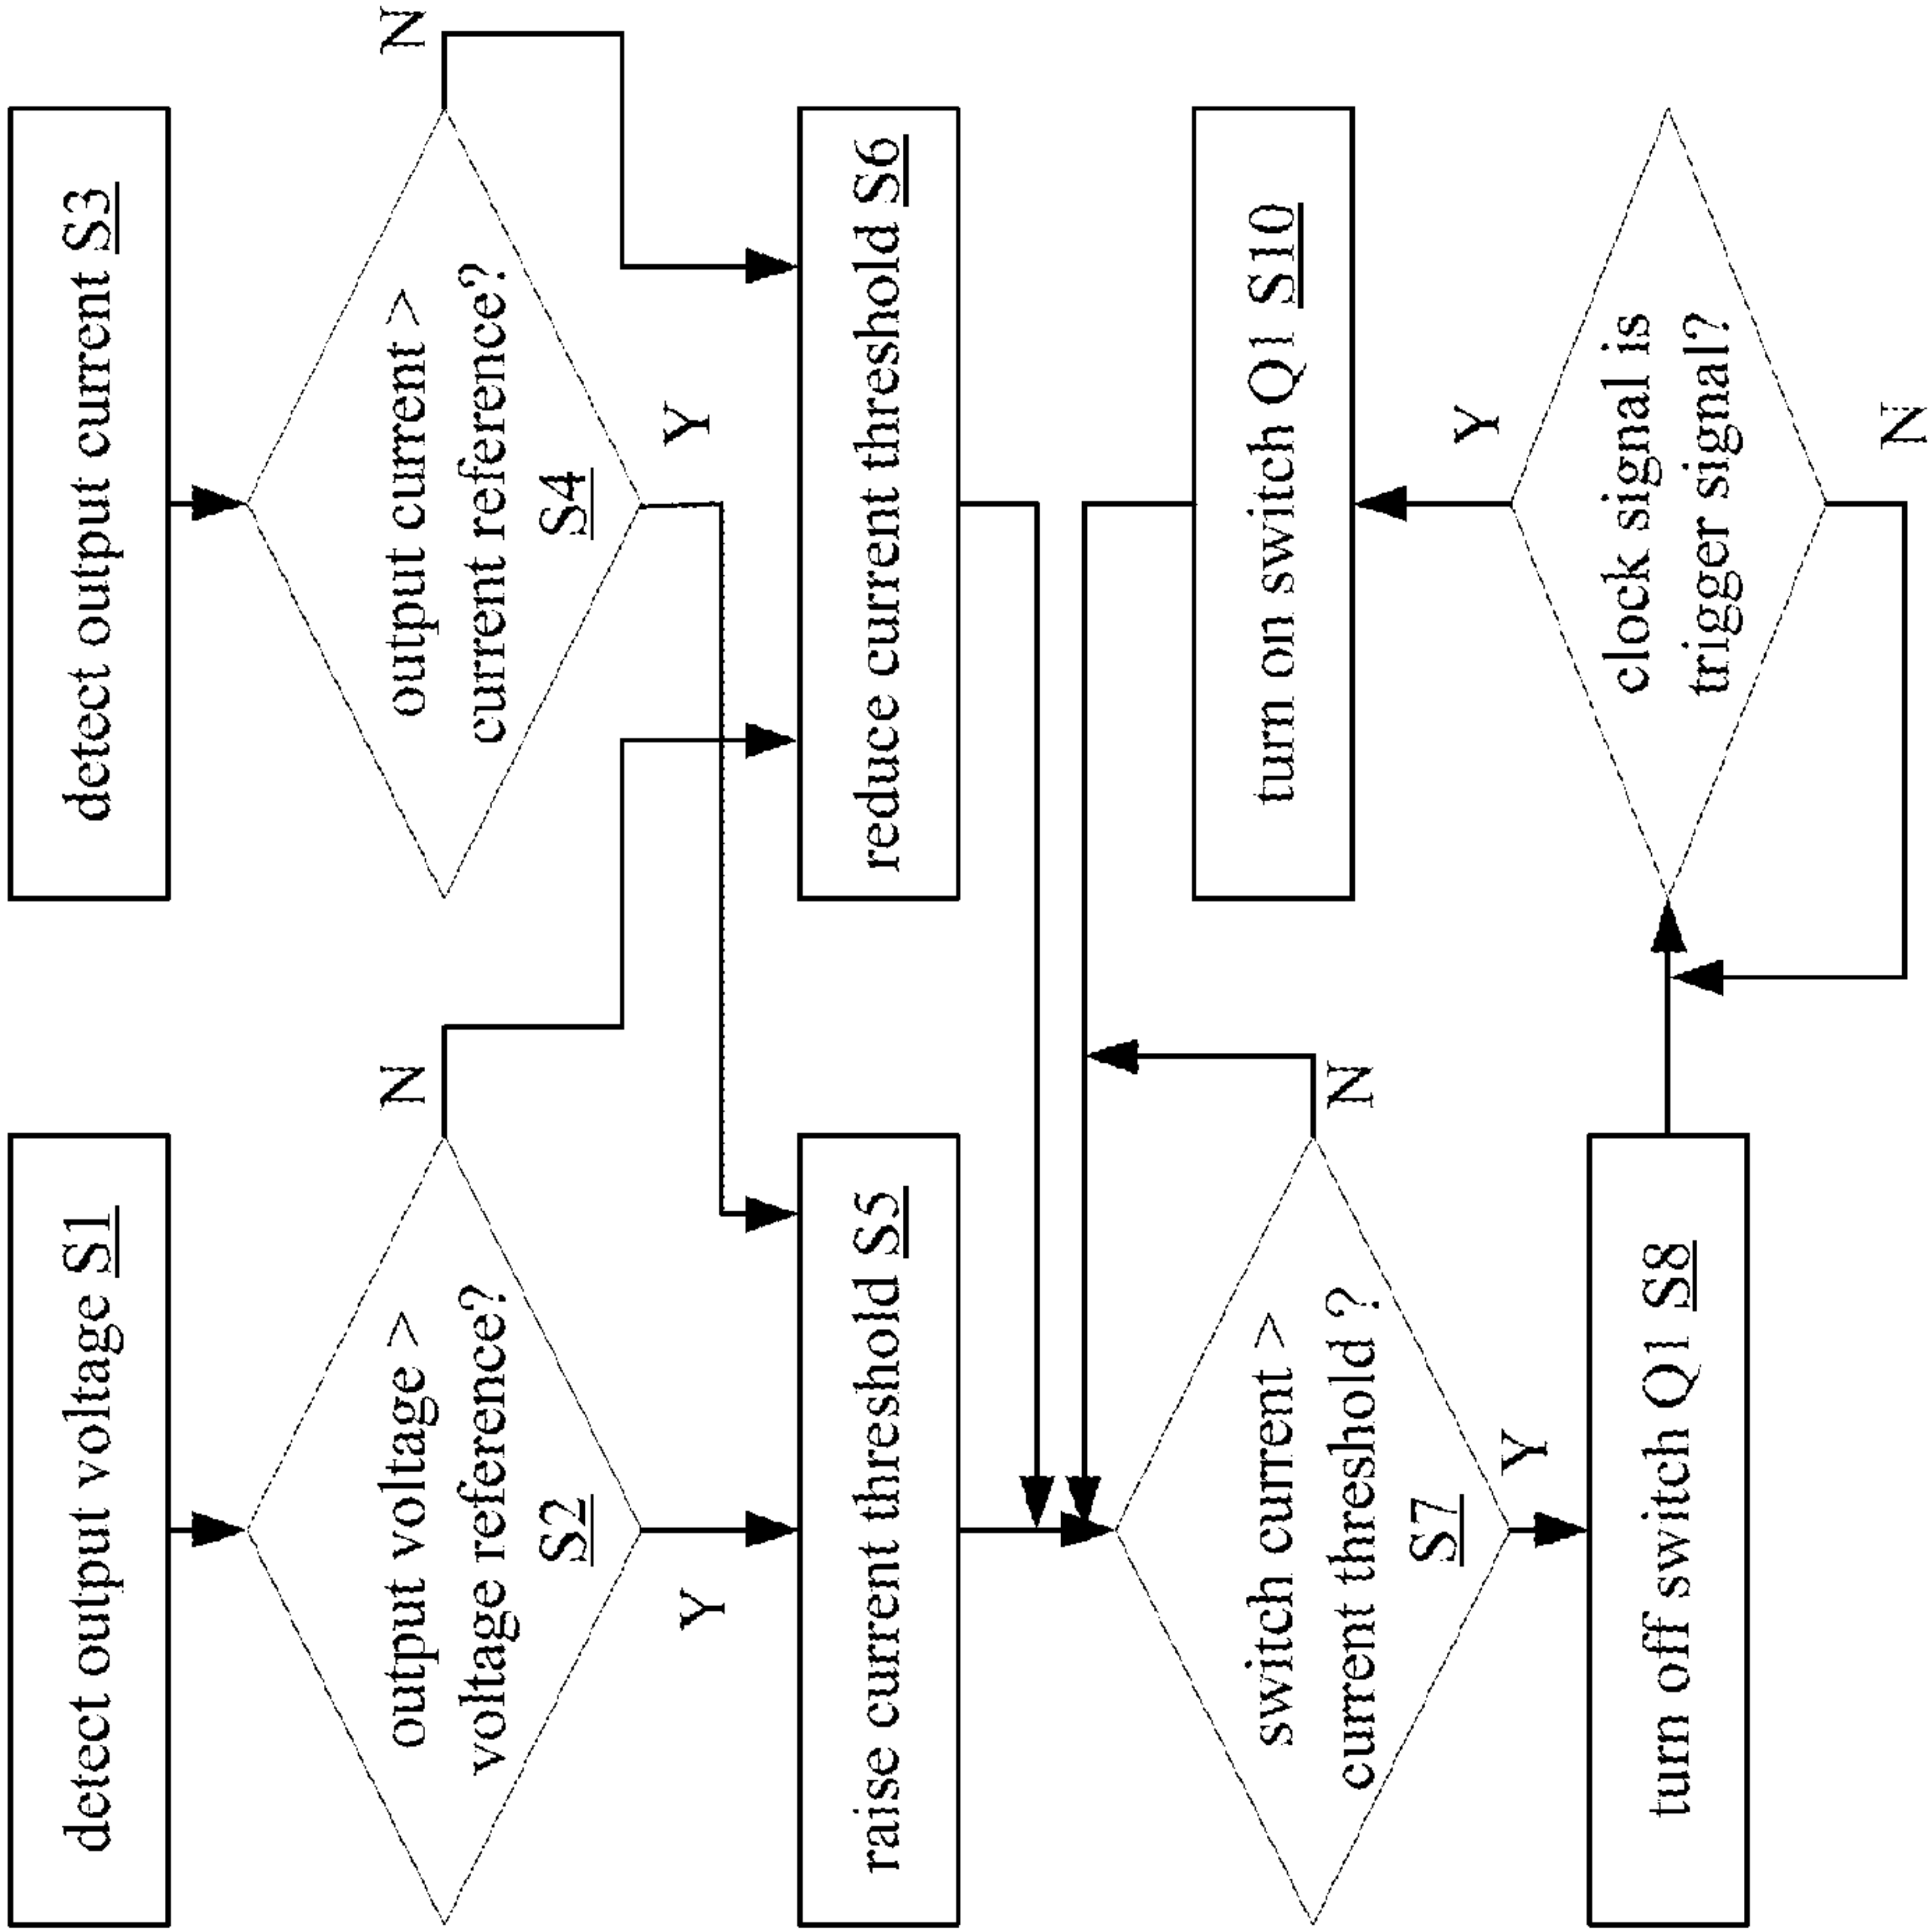 detect output voltage S1
detect output current S3
output voltage >
voltage reference?
S2
N
Y
output current >
current reference?
S4
N
Y
raise current threshold S5
reduce current threshold S6
switch current >
current threshold ?
S7
N
Y
turn on switch Q1 S10
Y
turn off switch Q1 S8
clock signal is
trigger signal?
N